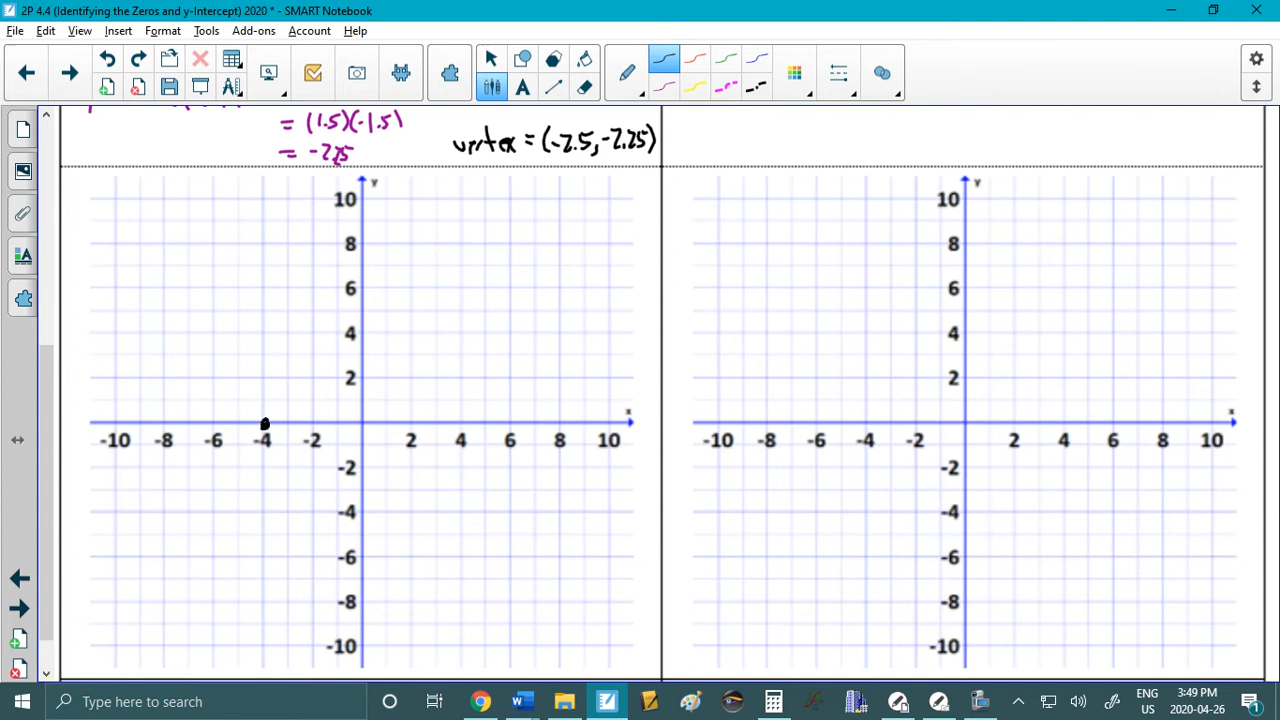 2P 4.4 (Identifying the Zeros and y-Intercept) 2020 * - SMART Notebook
File Edit View Insert Format Tools Add-ons Account Help
= (1.5)(-1.5)
= -2.25
vertex = (-2.5, -2.25)
y
10
8
6
4
2
x
-10 -8 -6 -4 -2 2 4 6 8 10
-2
-4
-6
-8
-10
y
10
8
6
4
2
x
-10 -8 -6 -4 -2 2 4 6 8 10
-2
-4
-6
-8
-10
Type here to search
ENG
US
3:49 PM
2020-04-26
1